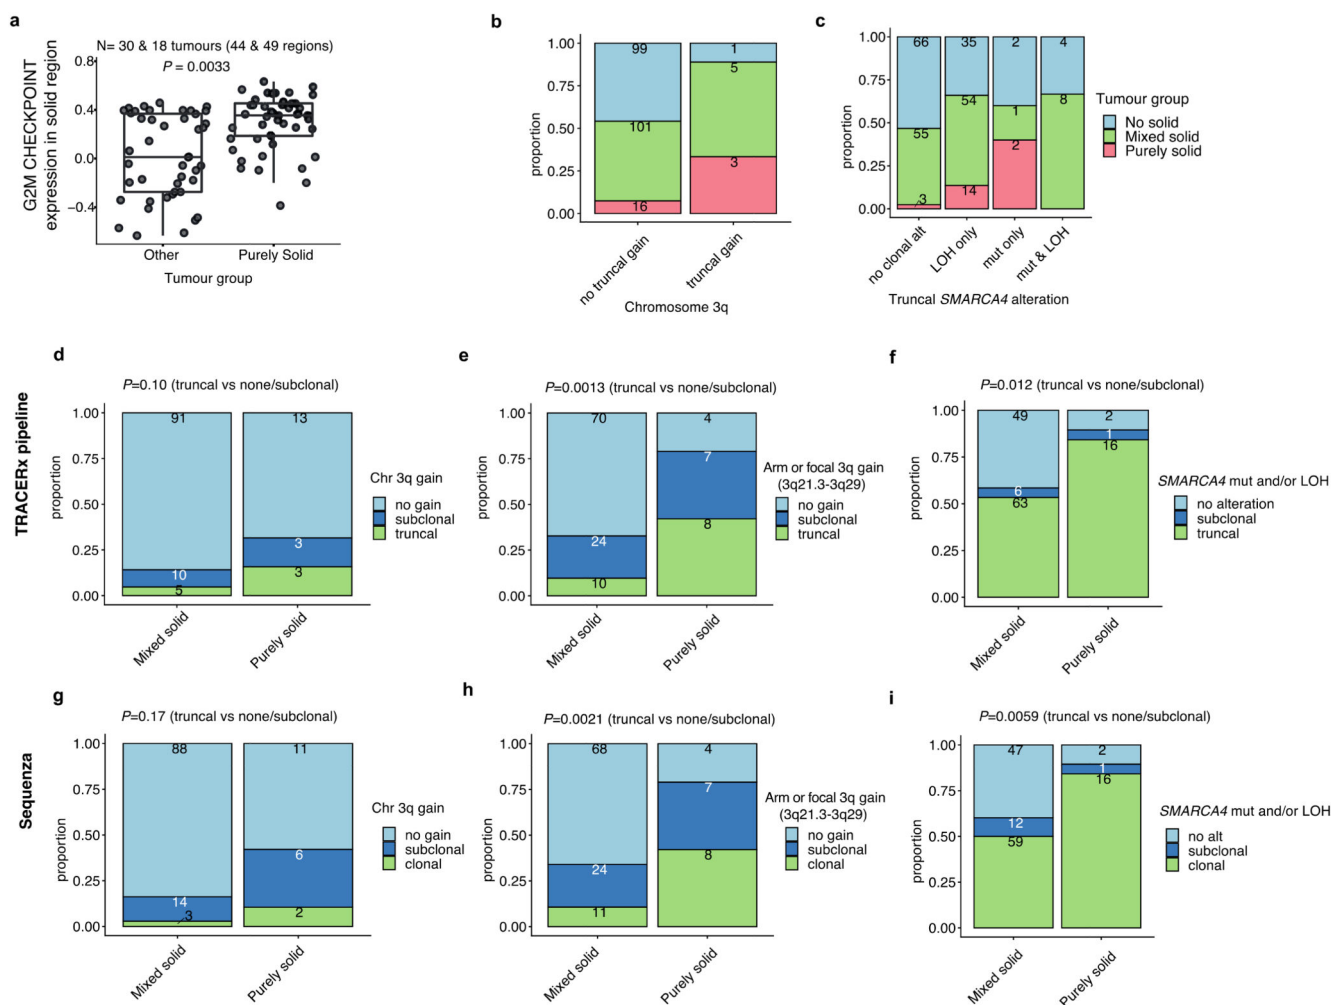 a
N= 30 & 18 tumours (44 & 49 regions)
P = 0.0033
G2M CHECKPOINT
expression in solid region
0.8
0.4
0.0
−0.4
Other
Purely Solid
Tumour group
b
proportion
1.00
0.75
0.50
0.25
0.00
99
101
16
1
5
3
no truncal gain
truncal gain
Chromosome 3q
c
proportion
1.00
0.75
0.50
0.25
0.00
66
55
3
35
54
14
2
1
2
4
8
no clonal alt
LOH only
mut only
mut & LOH
Truncal SMARCA4 alteration
Tumour group
No solid
Mixed solid
Purely solid
TRACERx pipeline
d
P=0.10 (truncal vs none/subclonal)
proportion
1.00
0.75
0.50
0.25
0.00
91
10
5
13
3
3
Mixed solid
Purely solid
Chr 3q gain
no gain
subclonal
truncal
e
P=0.0013 (truncal vs none/subclonal)
proportion
1.00
0.75
0.50
0.25
0.00
70
24
10
4
7
8
Mixed solid
Purely solid
Arm or focal 3q gain
(3q21.3-3q29)
no gain
subclonal
truncal
f
P=0.012 (truncal vs none/subclonal)
proportion
1.00
0.75
0.50
0.25
0.00
49
6
63
2
1
16
Mixed solid
Purely solid
SMARCA4 mut and/or LOH
no alteration
subclonal
truncal
Sequenza
g
P=0.17 (truncal vs none/subclonal)
proportion
1.00
0.75
0.50
0.25
0.00
88
14
3
11
6
2
Mixed solid
Purely solid
Chr 3q gain
no gain
subclonal
clonal
h
P=0.0021 (truncal vs none/subclonal)
proportion
1.00
0.75
0.50
0.25
0.00
68
24
11
4
7
8
Mixed solid
Purely solid
Arm or focal 3q gain
(3q21.3-3q29)
no gain
subclonal
clonal
i
P=0.0059 (truncal vs none/subclonal)
proportion
1.00
0.75
0.50
0.25
0.00
47
12
59
2
1
16
Mixed solid
Purely solid
SMARCA4 mut and/or LOH
no alt
subclonal
clonal